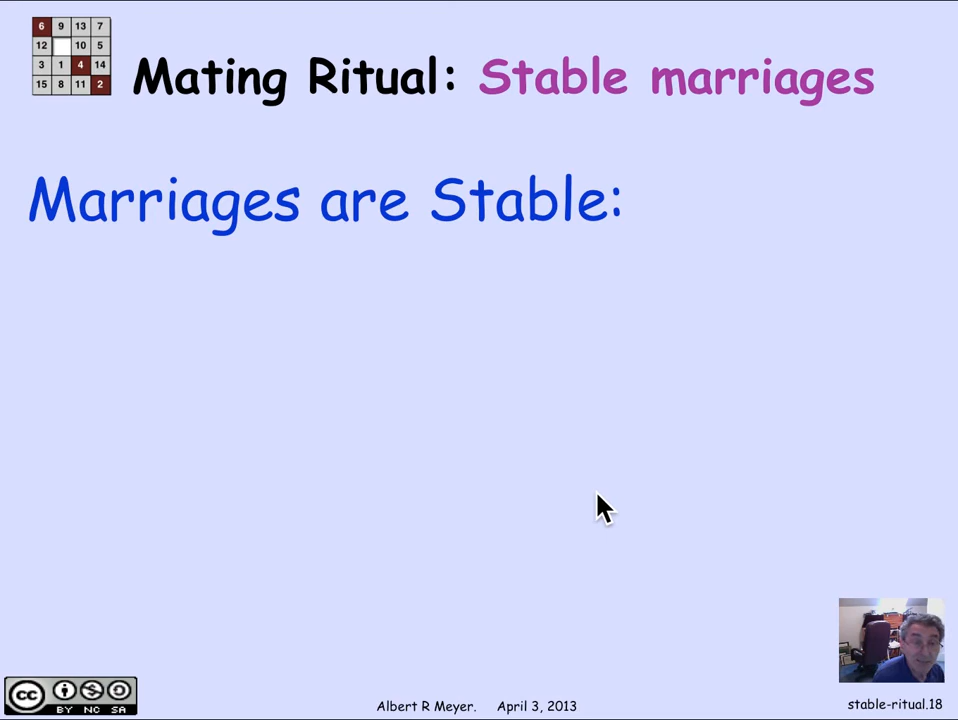 6 9 13 7
12 10 5
3 1 4 14
15 8 11 2
Mating Ritual: Stable marriages
Marriages are Stable:
cc
BY NC SA
Albert R Meyer. April 3, 2013
stable-ritual.18